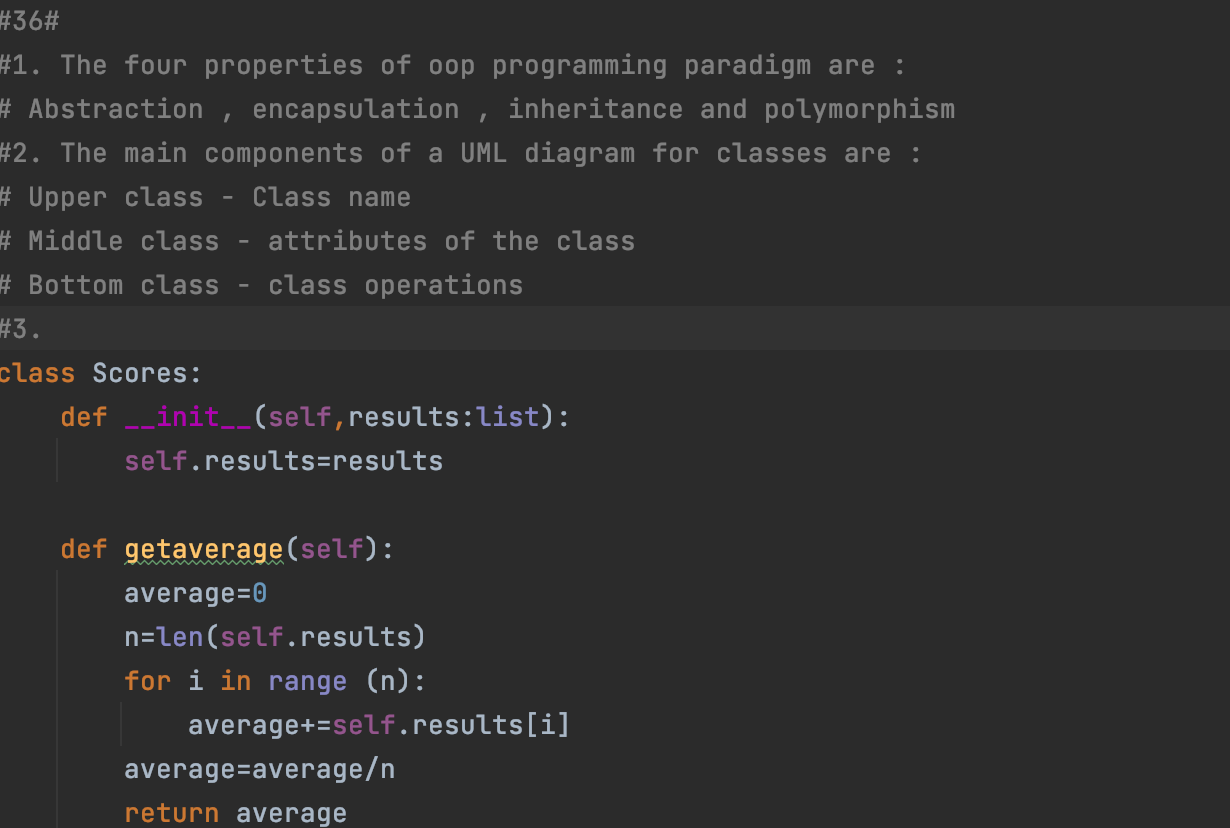 #36#
#1. The four properties of oop programming paradigm are :
# Abstraction , encapsulation , inheritance and polymorphism
#2. The main components of a UML diagram for classes are :
# Upper class - Class name
# Middle class - attributes of the class
# Bottom class - class operations
#3.
class Scores:
    def __init__(self,results:list):
        self.results=results

    def getaverage(self):
        average=0
        n=len(self.results)
        for i in range (n):
            average+=self.results[i]
        average=average/n
        return average